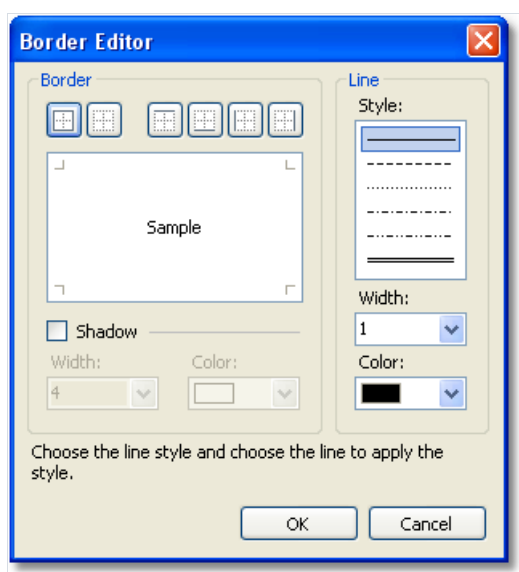 Border Editor
Border
Sample
Shadow
Width:
Color:
4
Line
Style:
Width:
1
Color:
Choose the line style and choose the line to apply the
style.
OK
Cancel